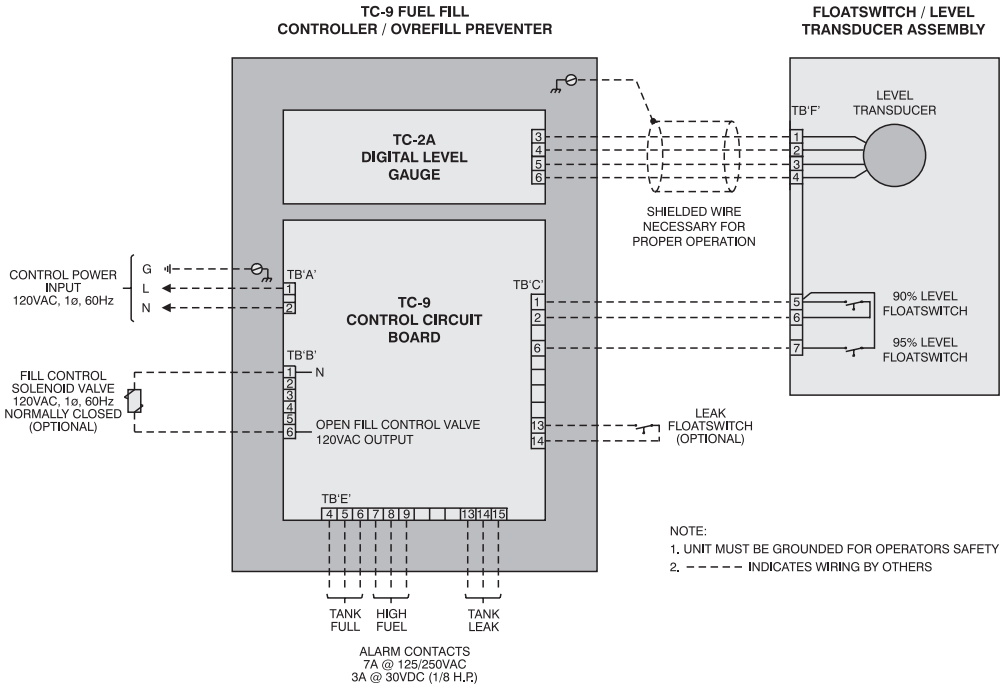 TC-9 FUEL FILL
CONTROLLER / OVREFILL PREVENTER
FLOATSWITCH / LEVEL
TRANSDUCER ASSEMBLY
TC-2A
DIGITAL LEVEL
GAUGE
3
4
5
6
SHIELDED WIRE
NECESSARY FOR
PROPER OPERATION
TB'F'
1
2
3
4
LEVEL
TRANSDUCER
CONTROL POWER
INPUT
120VAC, 1ø, 60Hz
G
L
N
TB'A'
1
2
TC-9
CONTROL CIRCUIT
BOARD
TB'C'
1
2
6
13
14
5
6
7
90% LEVEL
FLOATSWITCH
95% LEVEL
FLOATSWITCH
FILL CONTROL
SOLENOID VALVE
120VAC, 1ø, 60Hz
NORMALLY CLOSED
(OPTIONAL)
TB'B'
1 N
2
3
4
5
6 OPEN FILL CONTROL VALVE
120VAC OUTPUT
LEAK
FLOATSWITCH
(OPTIONAL)
TB'E'
4 5 6 7 8 9 13 14 15
TANK
FULL
HIGH
FUEL
TANK
LEAK
ALARM CONTACTS
7A @ 125/250VAC
3A @ 30VDC (1/8 H.P.)
NOTE:
1. UNIT MUST BE GROUNDED FOR OPERATORS SAFETY
2. ----- INDICATES WIRING BY OTHERS